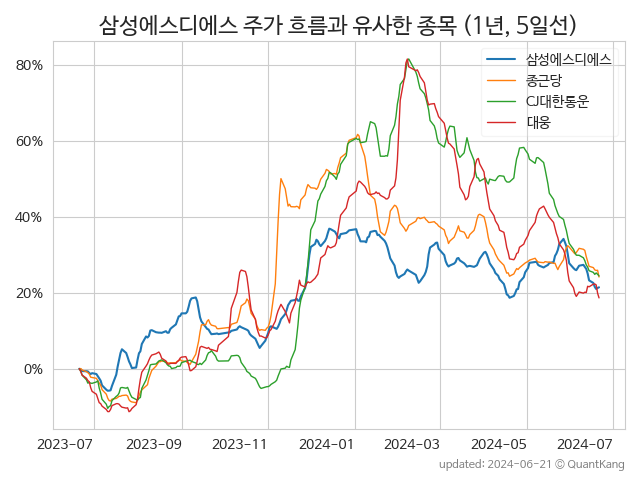 삼성에스디에스 주가 흐름과 유사한 종목 (1년, 5일선)
삼성에스디에스
종근당
CJ대한통운
대웅
80%
60%
40%
20%
0%
2023-07 2023-09 2023-11 2024-01 2024-03 2024-05 2024-07
updated: 2024-06-21 © QuantKang